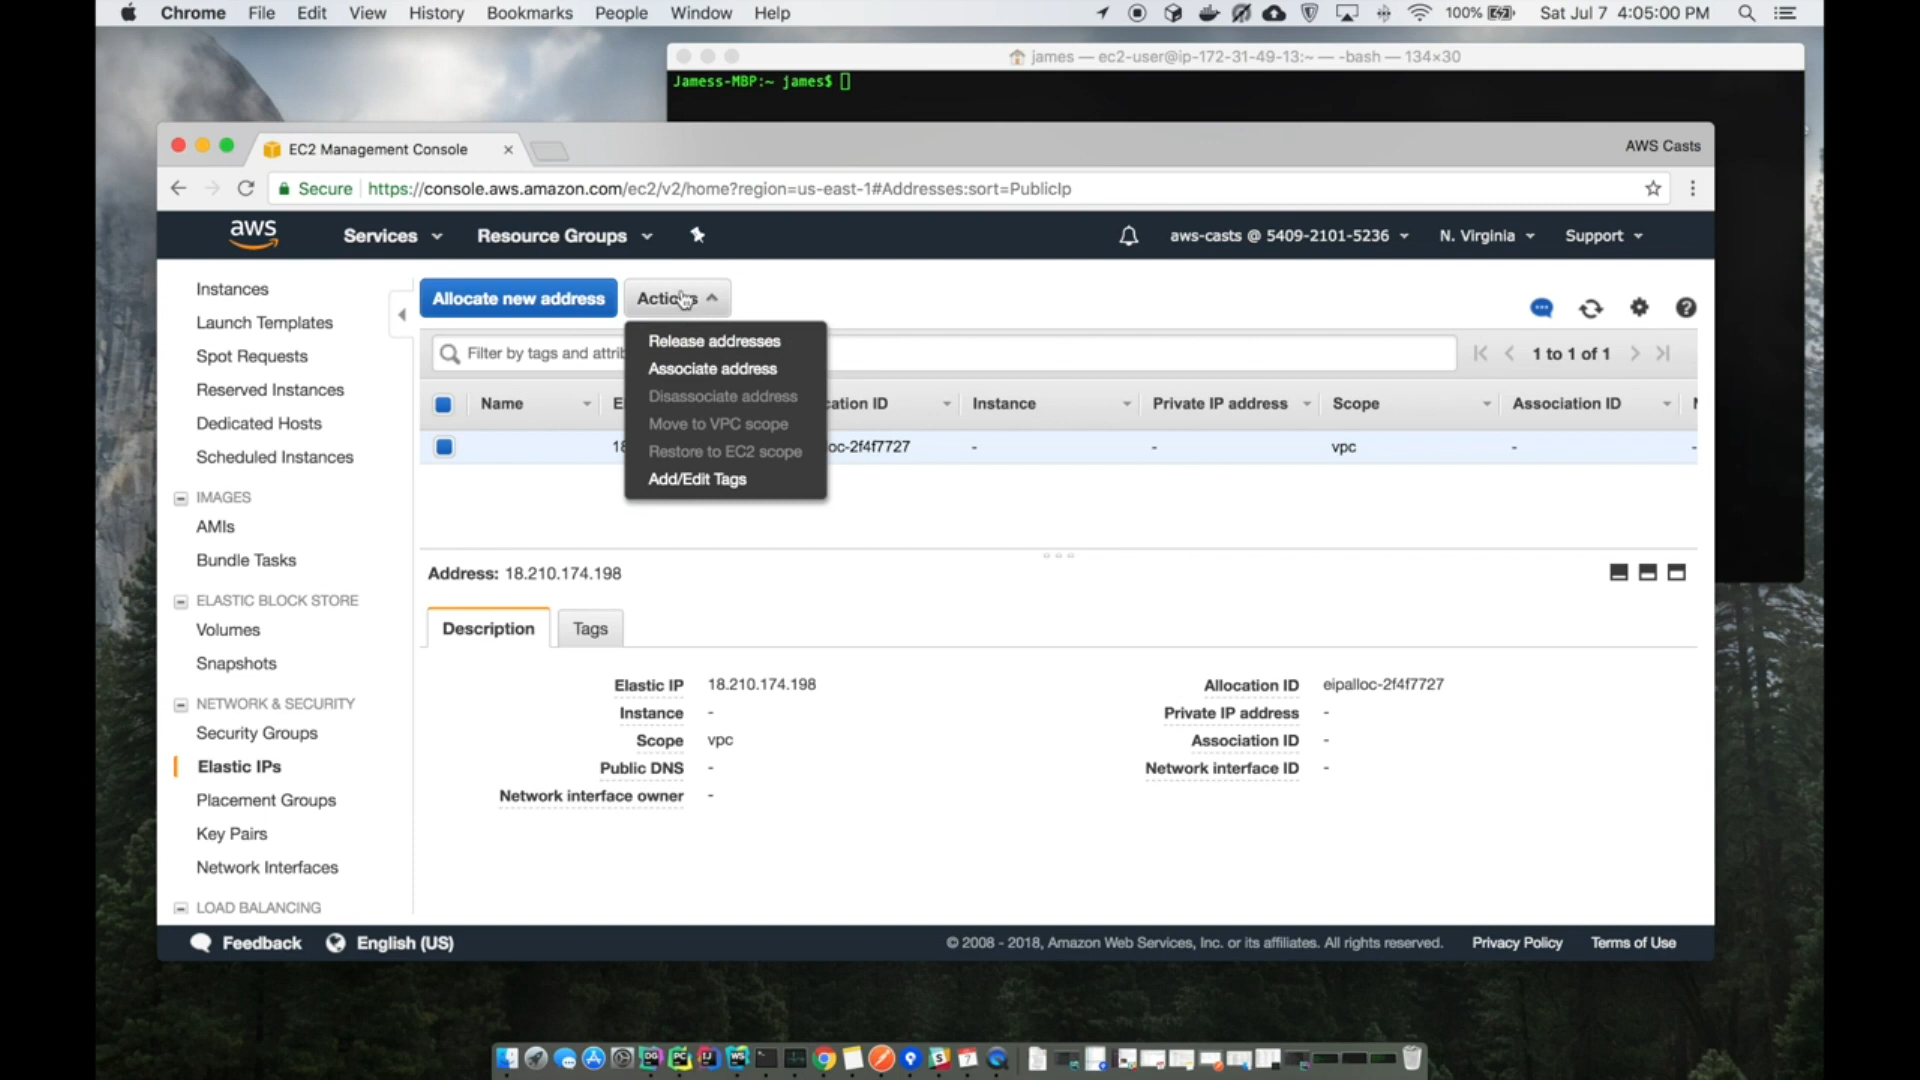 Chrome File Edit View History Bookmarks People Window Help 100% Sat Jul 7 4:05:00 PM
james — ec2-user@ip-172-31-49-13:~ — -bash — 134×30
Jamess-MBP:~ james$
EC2 Management Console AWS Casts
Secure https://console.aws.amazon.com/ec2/v2/home?region=us-east-1#Addresses:sort=PublicIp
aws Services Resource Groups aws-casts @ 5409-2101-5236 N. Virginia Support
Instances
Launch Templates
Spot Requests
Reserved Instances
Dedicated Hosts
Scheduled Instances
IMAGES
AMIs
Bundle Tasks
ELASTIC BLOCK STORE
Volumes
Snapshots
NETWORK & SECURITY
Security Groups
Elastic IPs
Placement Groups
Key Pairs
Network Interfaces
LOAD BALANCING
Allocate new address Actions
Release addresses
Associate address
Disassociate address
Move to VPC scope
Restore to EC2 scope
Add/Edit Tags
Filter by tags and attrib 1 to 1 of 1
Name E cation ID Instance Private IP address Scope Association ID
18 oc-2f4f7727 - - vpc - -
Address: 18.210.174.198
Description Tags
Elastic IP 18.210.174.198 Allocation ID eipalloc-2f4f7727
Instance - Private IP address -
Scope vpc Association ID -
Public DNS - Network interface ID -
Network interface owner -
Feedback English (US) © 2008 - 2018, Amazon Web Services, Inc. or its affiliates. All rights reserved. Privacy Policy Terms of Use